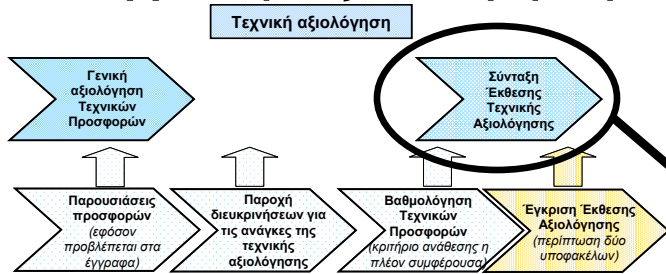 Τεχνική αξιολόγηση
Γενική
αξιολόγηση
Τεχνικών
Προσφορών
Σύνταξη
Έκθεσης
Τεχνικής
Αξιολόγησης
Παρουσιάσεις
προσφορών
(εφόσον
προβλέπεται στα
έγγραφα)
Παροχή
διευκρινήσεων για
τις ανάγκες της
τεχνικής
αξιολόγησης
Βαθμολόγηση
Τεχνικών
Προσφορών
(κριτήριο ανάθεσης η
πλέον συμφέρουσα)
Έγκριση Έκθεσης
Αξιολόγησης
(περίπτωση δύο
υποφακέλων)